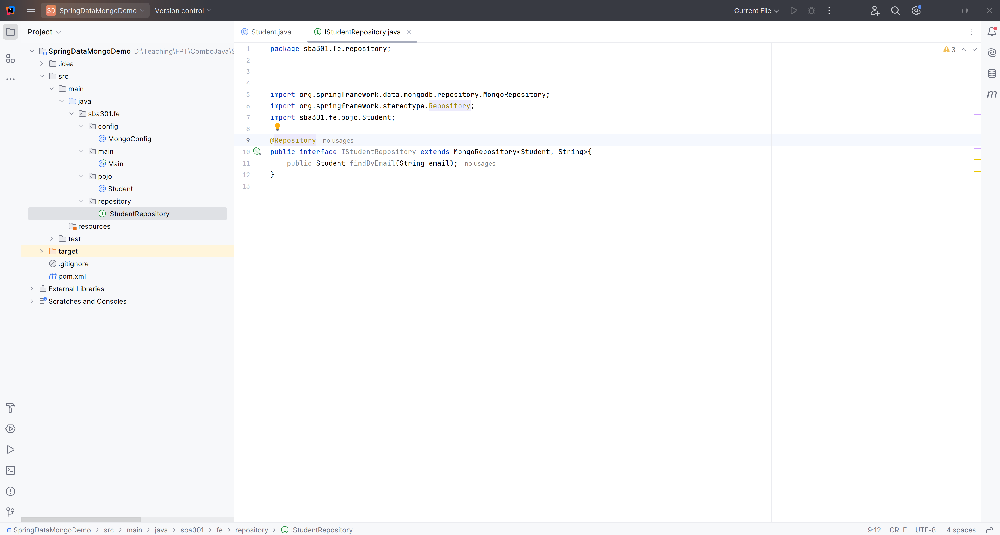 SD SpringDataMongoDemo Version control Current File
Project
Student.java IStudentRepository.java
SpringDataMongoDemo D:\Teaching\FPT\ComboJava\
.idea
src
main
java
sba301.fe
config
MongoConfig
main
Main
pojo
Student
repository
IStudentRepository
resources
test
target
.gitignore
pom.xml
External Libraries
Scratches and Consoles
3
1 package sba301.fe.repository;
2
3
4
5 import org.springframework.data.mongodb.repository.MongoRepository;
6 import org.springframework.stereotype.Repository;
7 import sba301.fe.pojo.Student;
8
9 @Repository no usages
10 public interface IStudentRepository extends MongoRepository<Student, String>{
11 public Student findByEmail(String email); no usages
12 }
13
SpringDataMongoDemo > src > main > java > sba301 > fe > repository > IStudentRepository
9:12 CRLF UTF-8 4 spaces